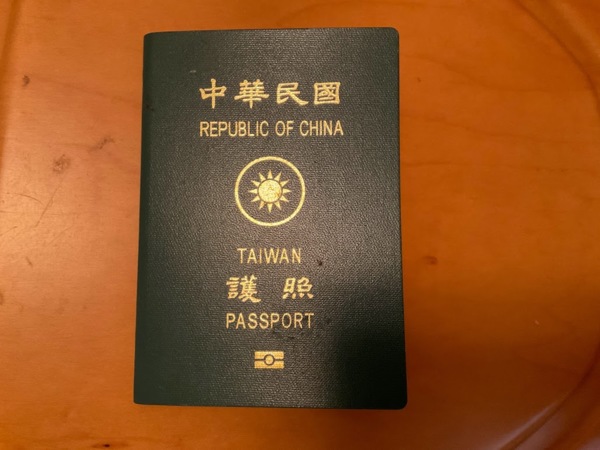 中華民國
REPUBLIC OF CHINA
TAIWAN
護照
PASSPORT